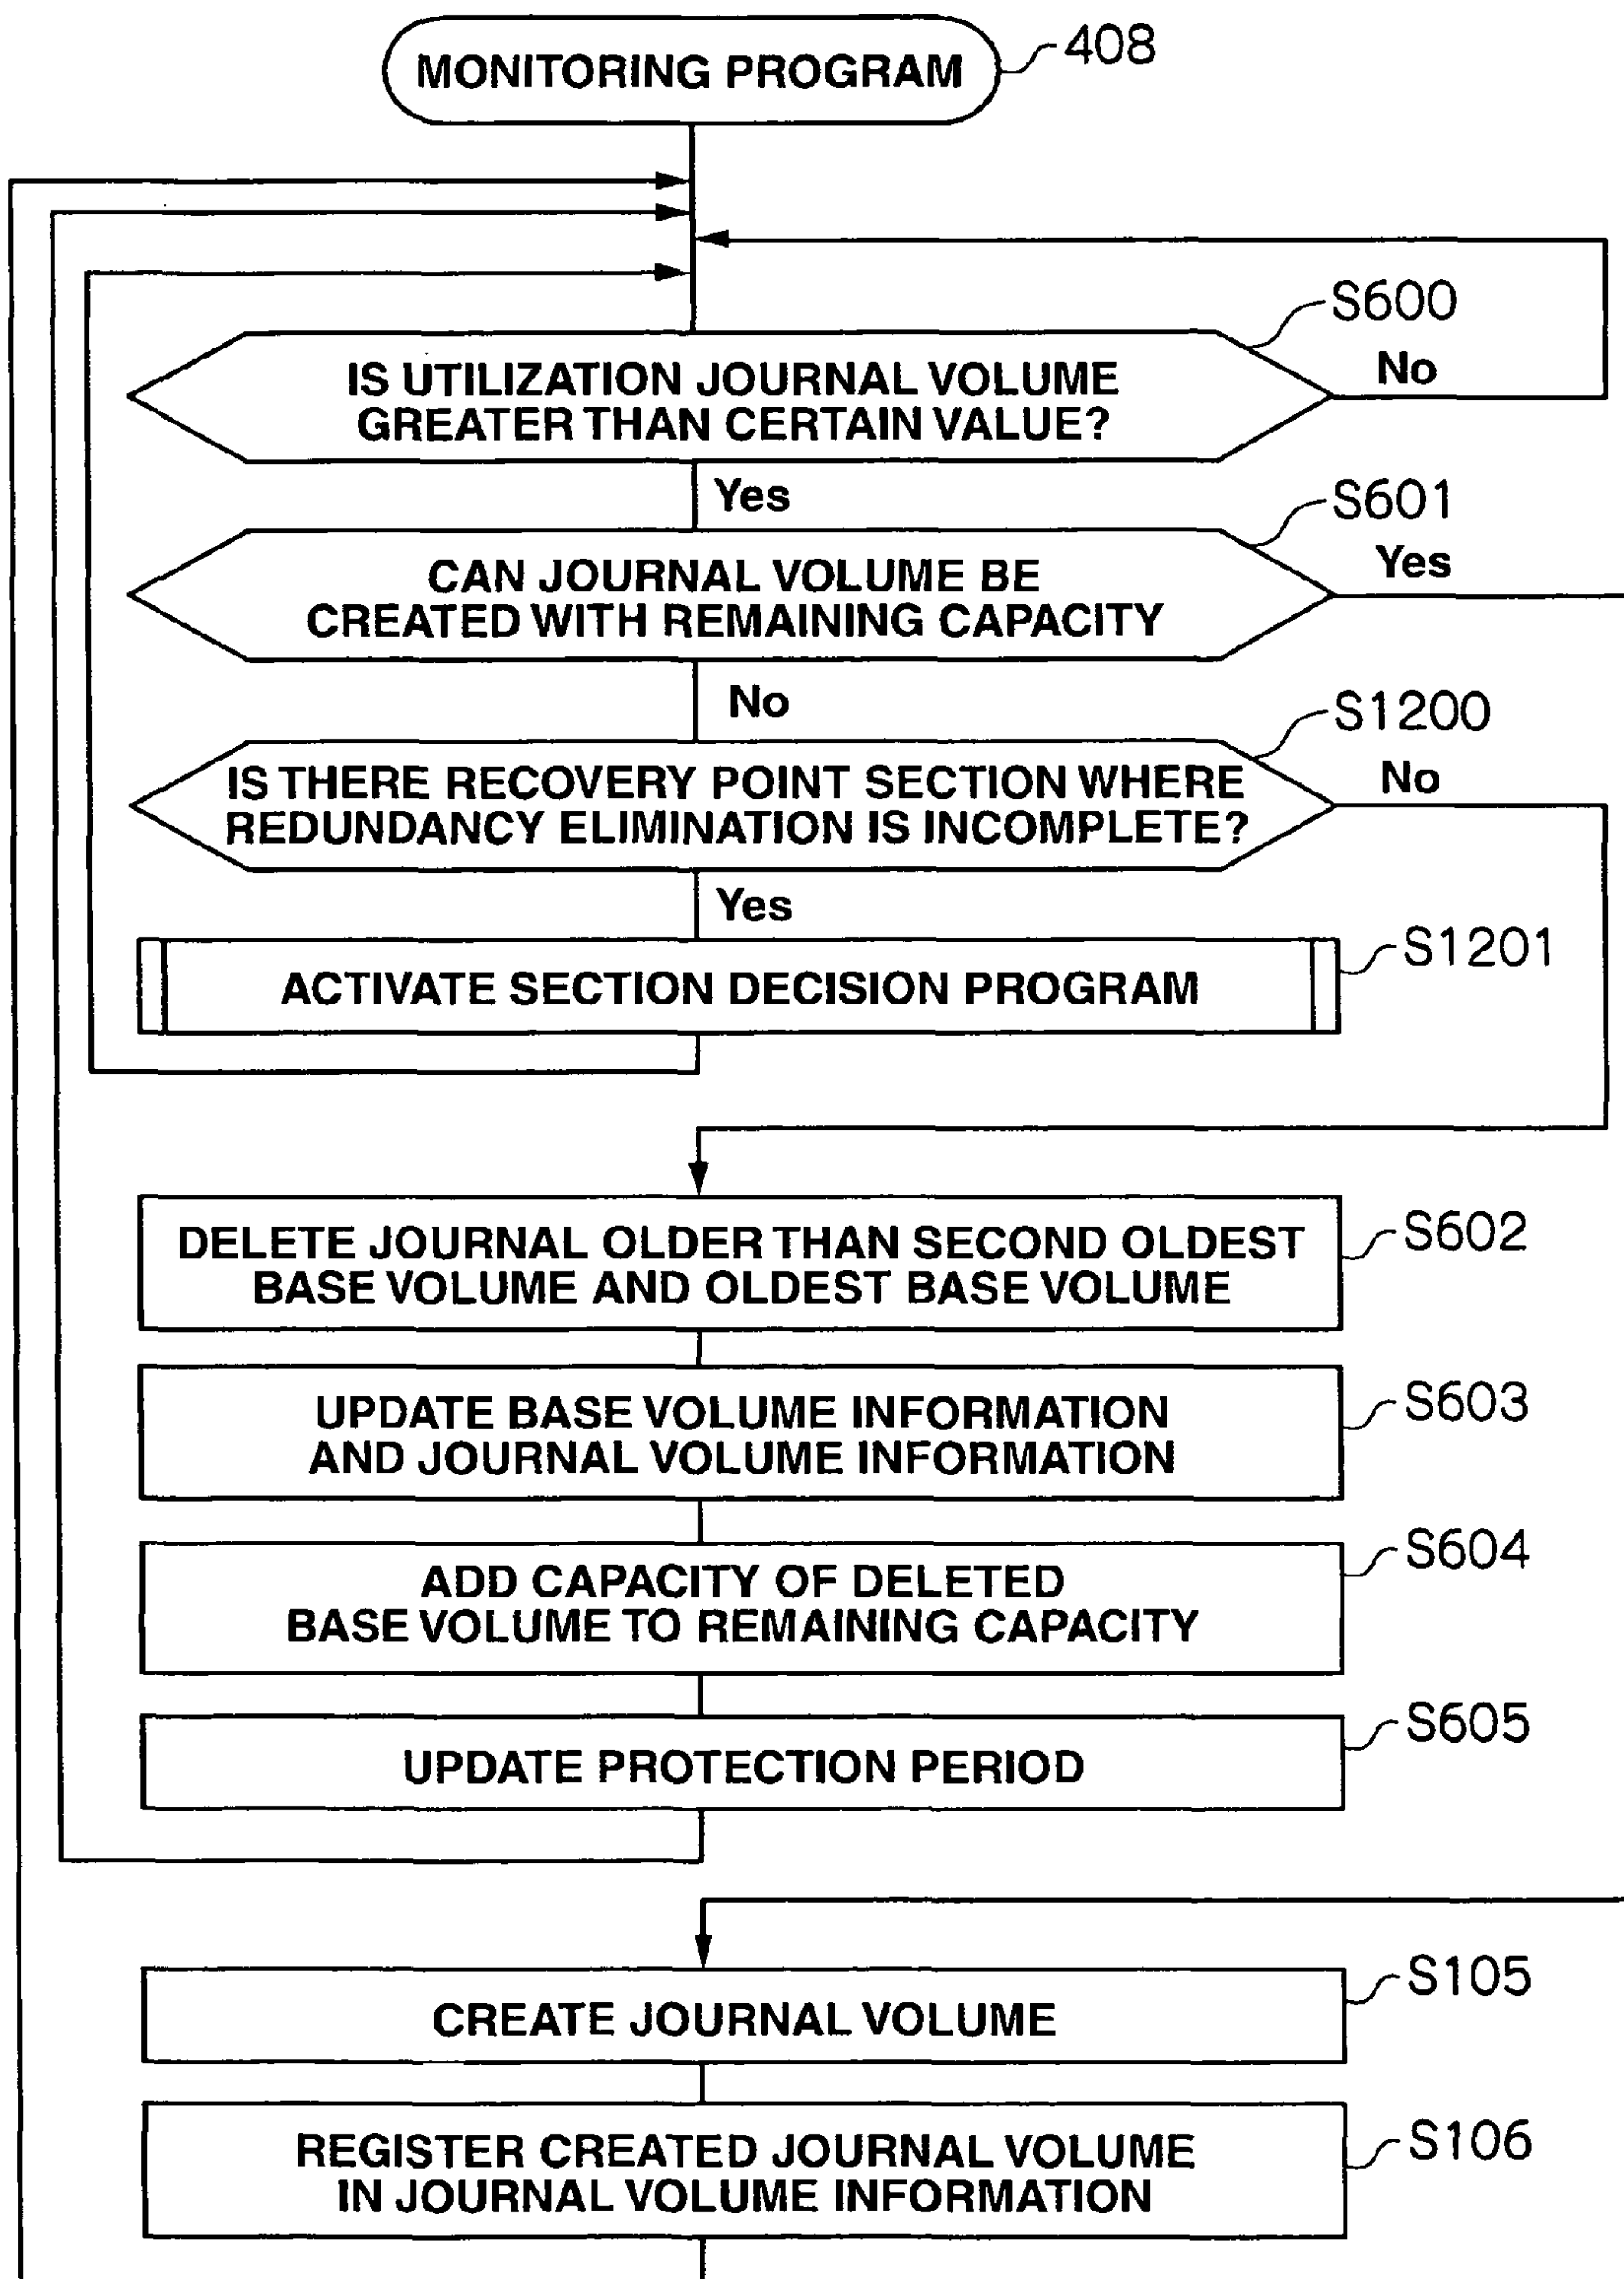 MONITORING PROGRAM
408
S600
IS UTILIZATION JOURNAL VOLUME
GREATER THAN CERTAIN VALUE?
No
Yes
S601
CAN JOURNAL VOLUME BE
CREATED WITH REMAINING CAPACITY
Yes
No
S1200
IS THERE RECOVERY POINT SECTION WHERE
REDUNDANCY ELIMINATION IS INCOMPLETE?
No
Yes
S1201
ACTIVATE SECTION DECISION PROGRAM
DELETE JOURNAL OLDER THAN SECOND OLDEST
BASE VOLUME AND OLDEST BASE VOLUME
S602
UPDATE BASE VOLUME INFORMATION
AND JOURNAL VOLUME INFORMATION
S603
ADD CAPACITY OF DELETED
BASE VOLUME TO REMAINING CAPACITY
S604
UPDATE PROTECTION PERIOD
S605
CREATE JOURNAL VOLUME
S105
REGISTER CREATED JOURNAL VOLUME
IN JOURNAL VOLUME INFORMATION
S106